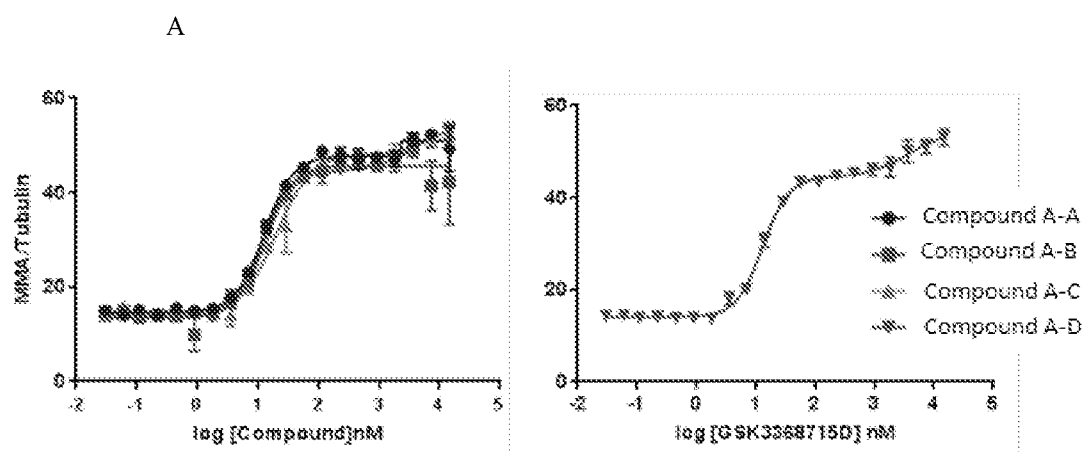 A
60
40
20
0
MMA/Tubulin
-2 -1 0 1 2 3 4 5
log [Compound]nM
60
40
20
0
-2 -1 0 1 2 3 4 5
log [GSK3368715D] nM
Compound A-A
Compound A-B
Compound A-C
Compound A-D